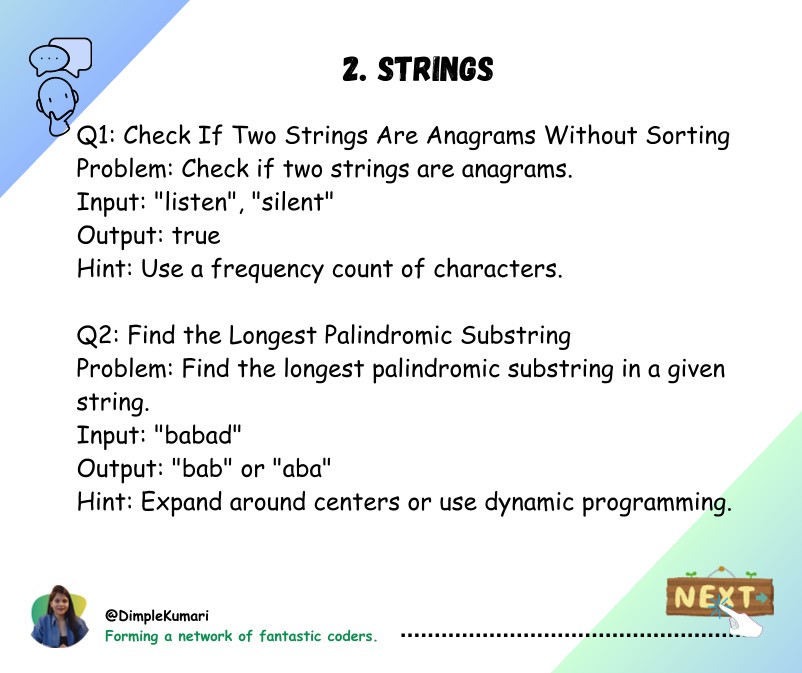 2. STRINGS
Q1: Check If Two Strings Are Anagrams Without Sorting
Problem: Check if two strings are anagrams.
Input: "listen", "silent"
Output: true
Hint: Use a frequency count of characters.
Q2: Find the Longest Palindromic Substring
Problem: Find the longest palindromic substring in a given
string.
Input: "babad"
Output: "bab" or "aba"
Hint: Expand around centers or use dynamic programming.
NEXT
@DimpleKumari
Forming a network of fantastic coders.